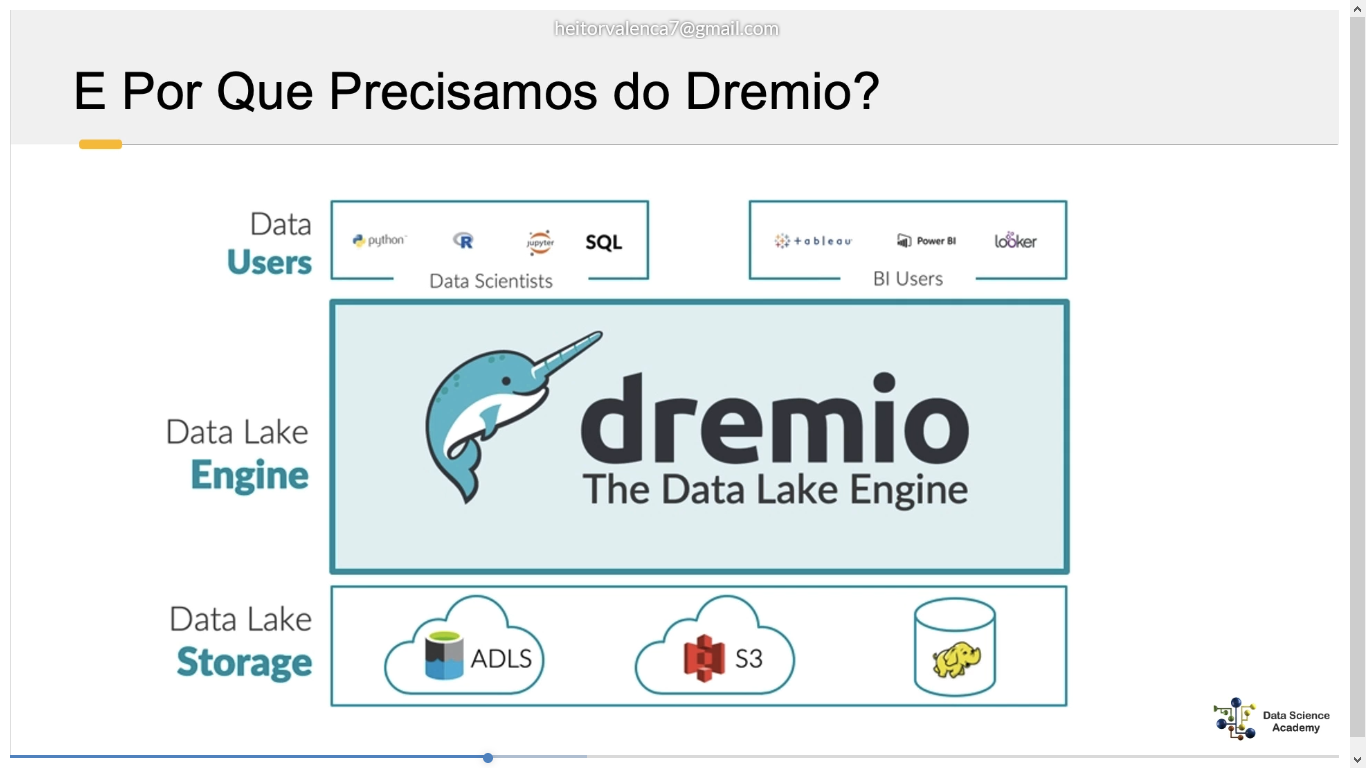 heitorvalenca7@gmail.com
E Por Que Precisamos do Dremio?
Data
Users
python
R
jupyter
SQL
Data Scientists
+ a b l e a u
Power BI
looker
BI Users
Data Lake
Engine
dremio
The Data Lake Engine
Data Lake
Storage
ADLS
S3
Data Science
Academy